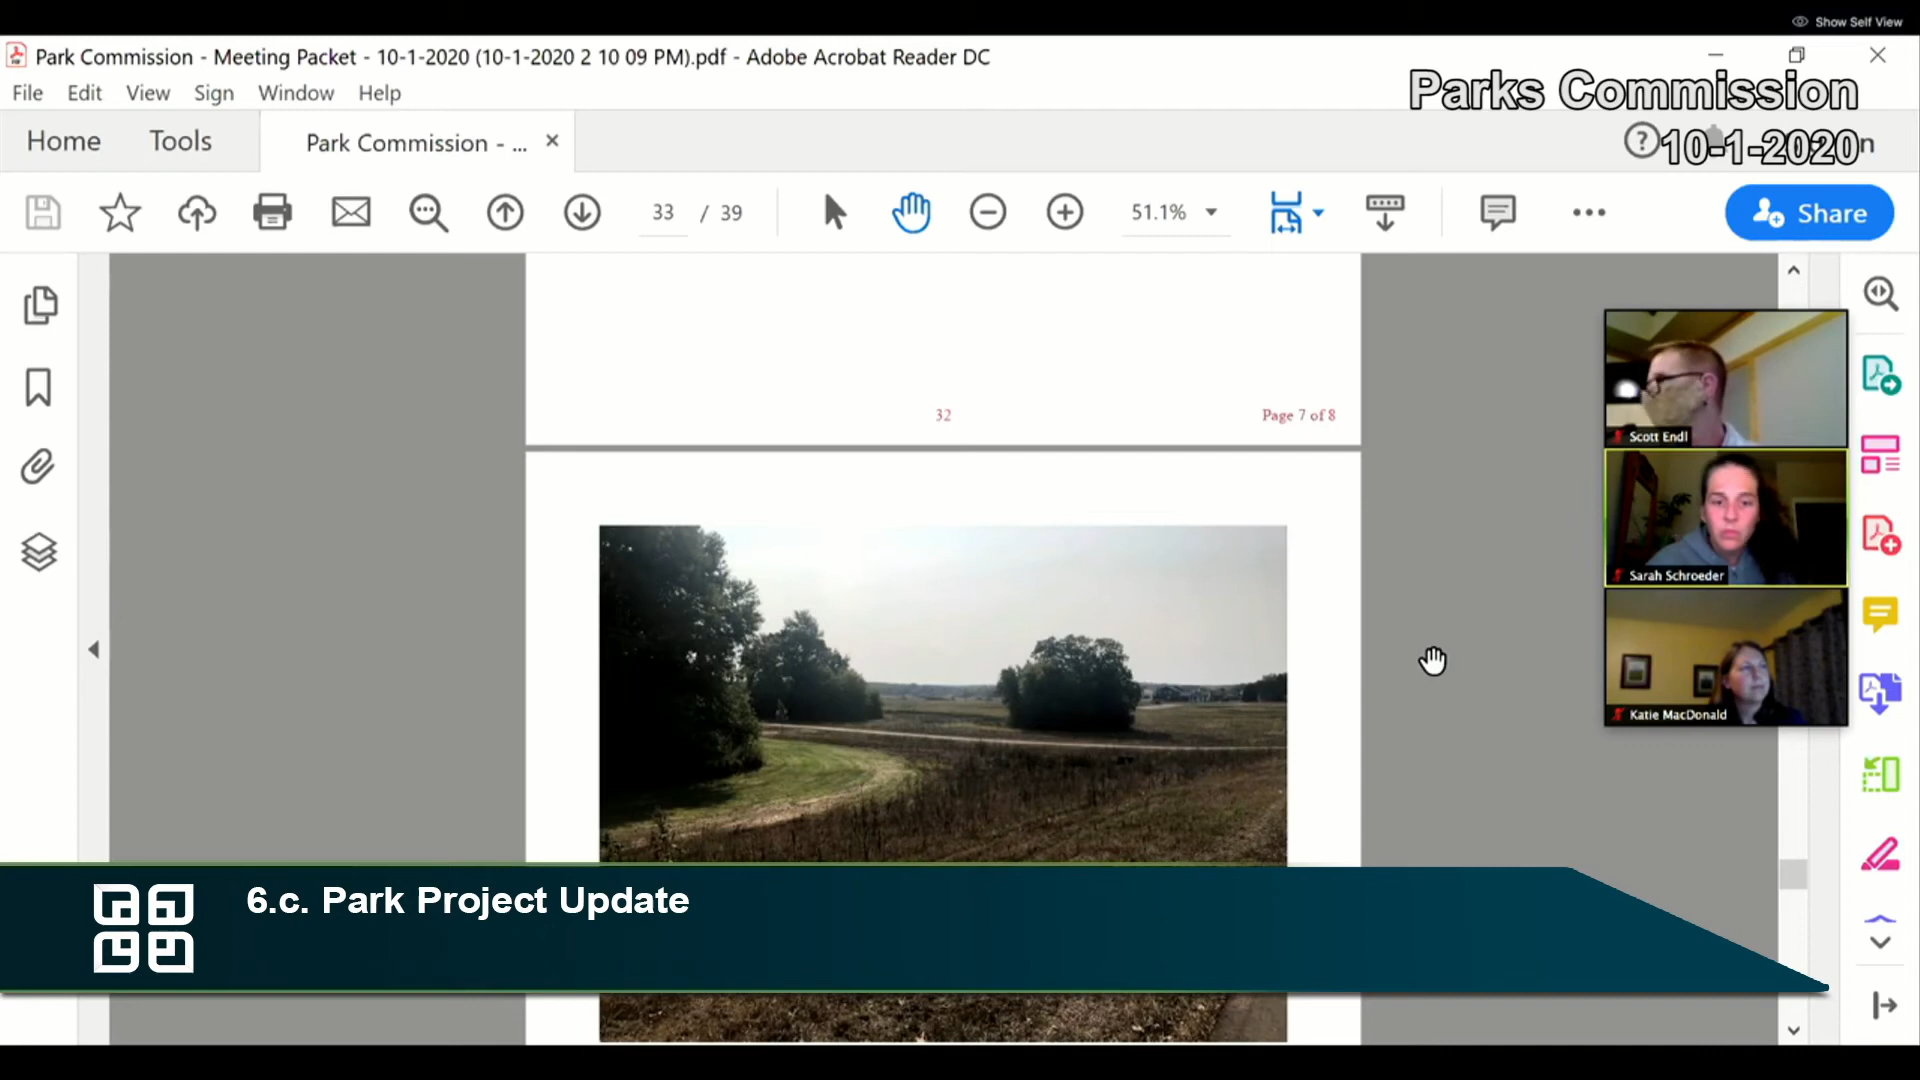 Show Self View
Park Commission - Meeting Packet - 10-1-2020 (10-1-2020 2 10 09 PM).pdf - Adobe Acrobat Reader DC
File Edit View Sign Window Help
Parks Commission
10-1-2020
Home Tools Park Commission - ...
33 / 39
51.1%
Share
32
Page 7 of 8
Scott Endl
Sarah Schroeder
Katie MacDonald
6.c. Park Project Update